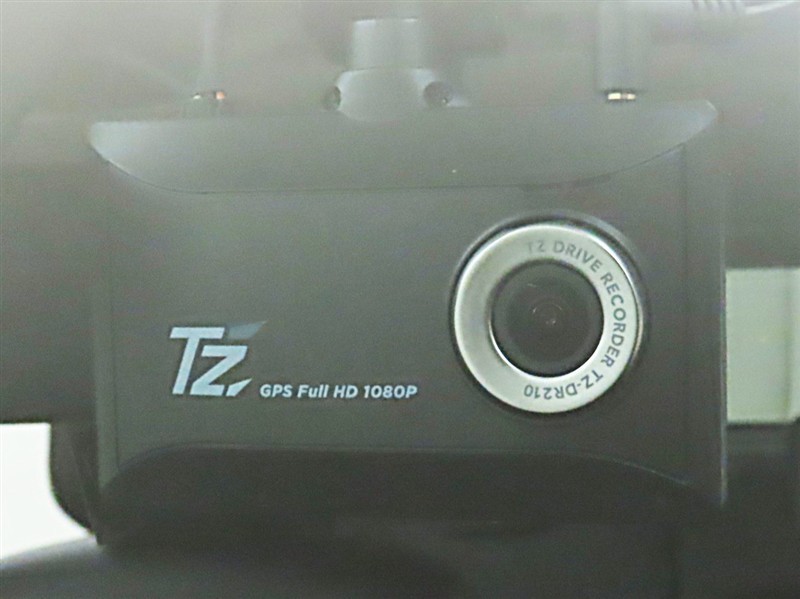 TZ
GPS Full HD 1080P
TZ DRIVE RECORDER TZ-DR210